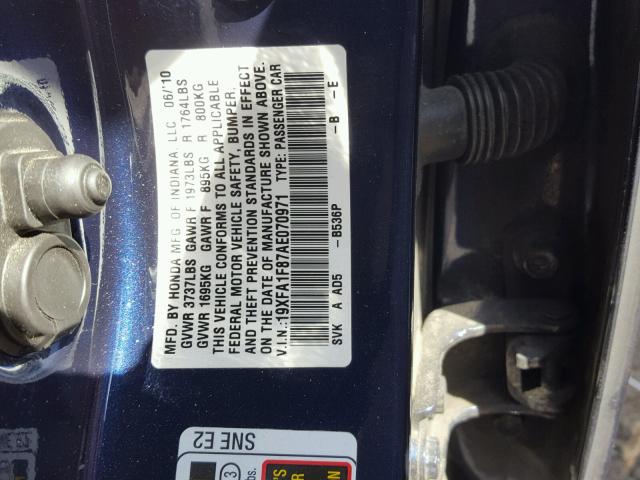 MFD. BY HONDA MFG OF INDIANA, LLC 06/10
GVWR 3737LBS GAWR F 1973LBS R 1764LBS
GVWR 1695KG GAWR F 895KG R 800KG
THIS VEHICLE CONFORMS TO ALL APPLICABLE
FEDERAL MOTOR VEHICLE SAFETY, BUMPER,
AND THEFT PREVENTION STANDARDS IN EFFECT
ON THE DATE OF MANUFACTURE SHOWN ABOVE.
V.I.N.:19XFA1F87AE070971 TYPE: PASSENGER CAR
SVK A AD5 -B536P -B -E
SNE E2
3